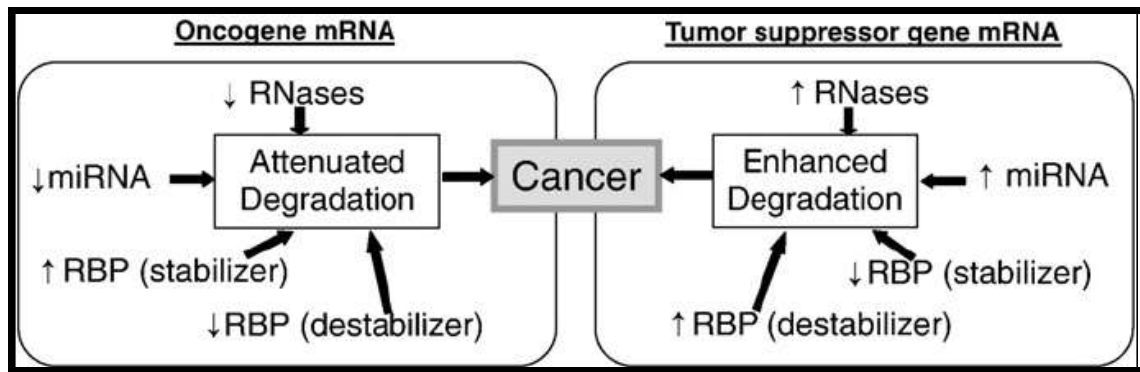 Oncogene mRNA
↓ RNases
↓miRNA
Attenuated
Degradation
↑ RBP (stabilizer)
↓RBP (destabilizer)
Cancer
Tumor suppressor gene mRNA
↑ RNases
Enhanced
Degradation
↑ miRNA
↓RBP (stabilizer)
↑RBP (destabilizer)